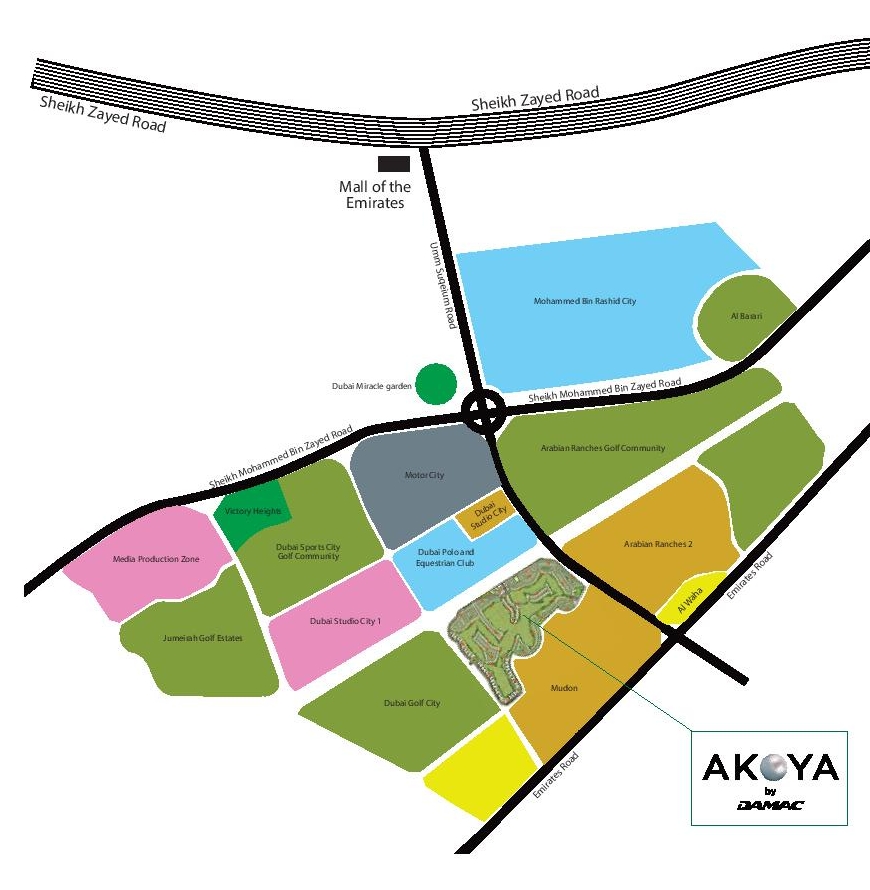 Sheikh Zayed Road
Sheikh Zayed Road
Mall of the
Emirates
Umm Suqeium Road
Mohammed Bin Rashid City
Al Barari
Dubai Miracle garden
Sheikh Mohammed Bin Zayed Road
Sheikh Mohammed Bin Zayed Road
Arabian Ranches Golf Community
Motor City
Victory Heights
Dubai
Studio City
Dubai Sports City
Golf Community
Dubai Polo and
Equestrian Club
Arabian Ranches 2
Media Production Zone
Emirates Road
Al Waha
Dubai Studio City 1
Jumeirah Golf Estates
Mudon
Dubai Golf City
Emirates Road
AKOYA
by
DAMAC